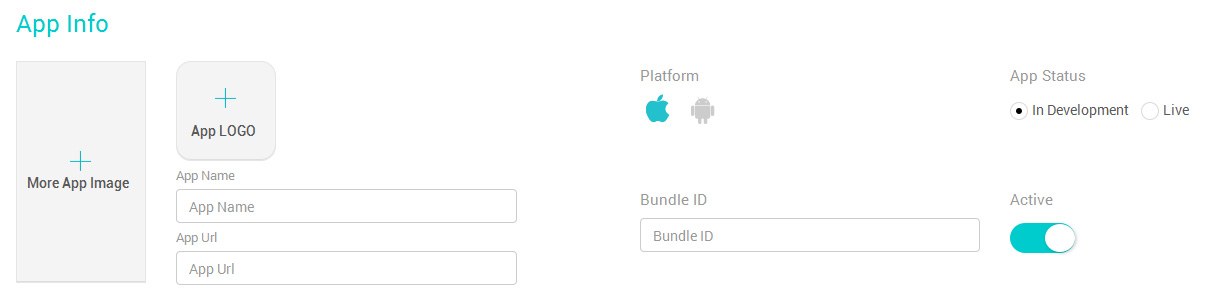 App Info
More App Image
App LOGO
App Name
App Name
App Url
App Url
Platform
Bundle ID
Bundle ID
App Status
In Development Live
Active